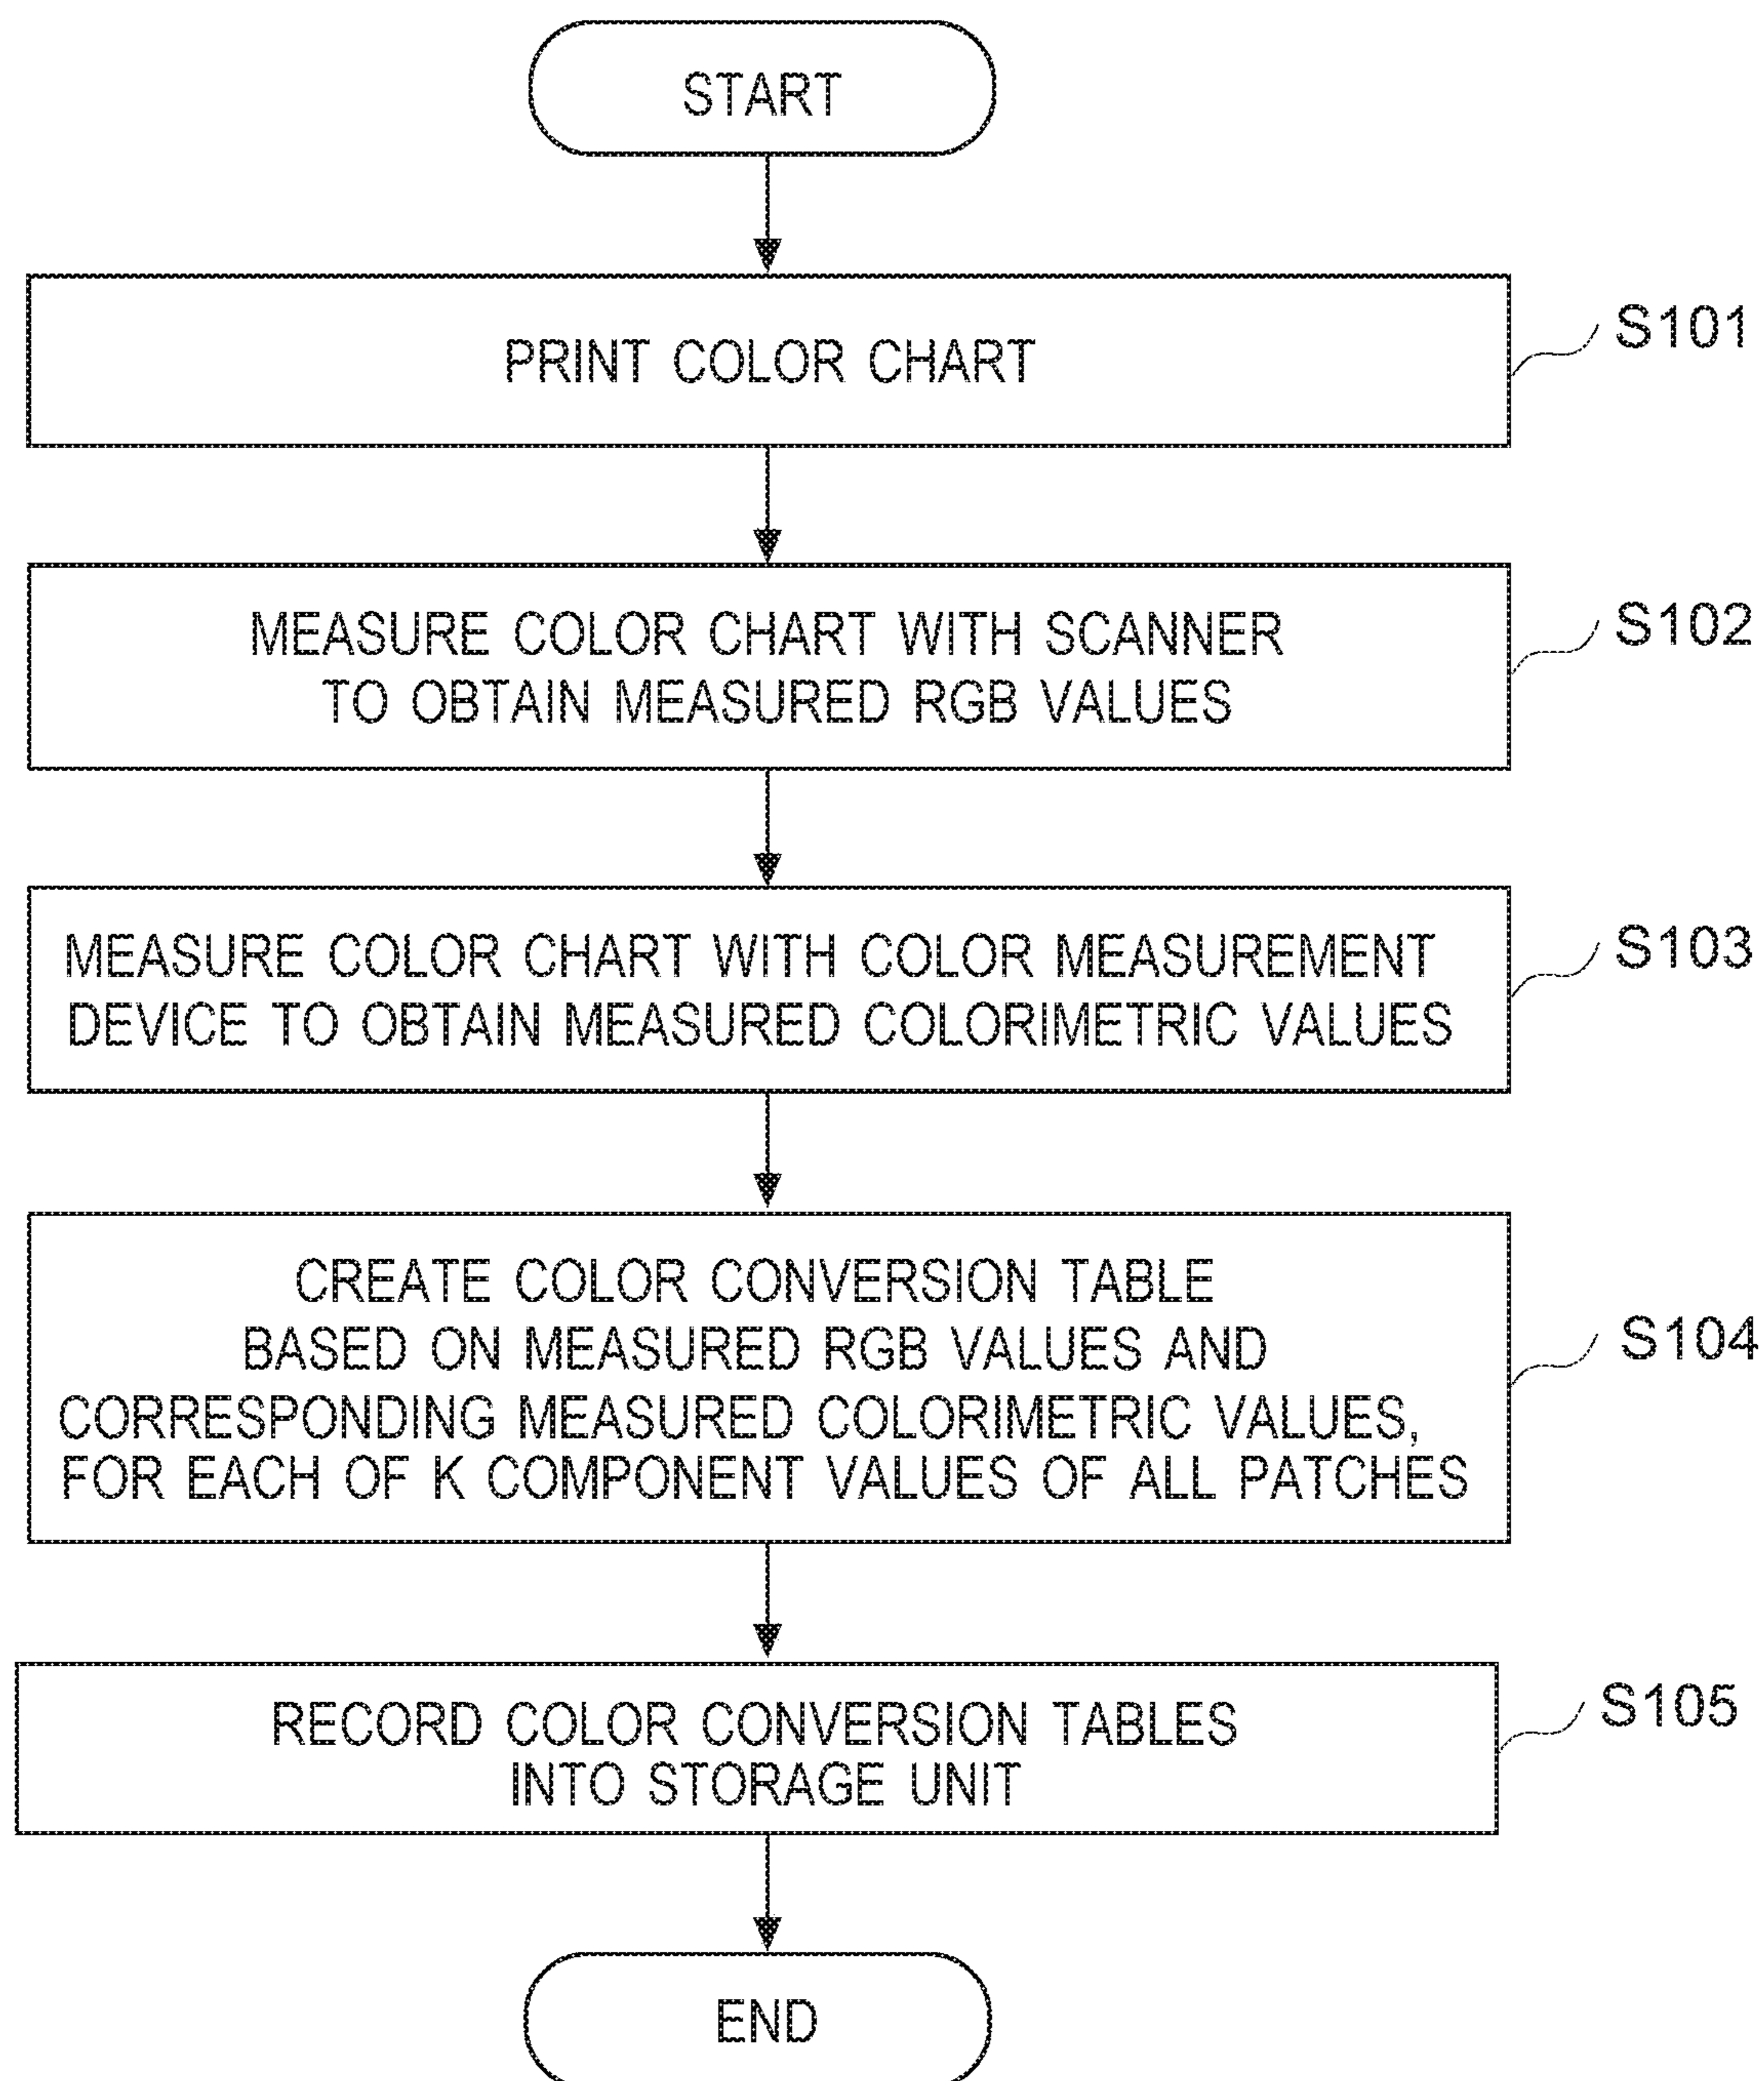 START
PRINT COLOR CHART
S101
MEASURE COLOR CHART WITH SCANNER
TO OBTAIN MEASURED RGB VALUES
S102
MEASURE COLOR CHART WITH COLOR MEASUREMENT
DEVICE TO OBTAIN MEASURED COLORIMETRIC VALUES
S103
CREATE COLOR CONVERSION TABLE
BASED ON MEASURED RGB VALUES AND
CORRESPONDING MEASURED COLORIMETRIC VALUES,
FOR EACH OF K COMPONENT VALUES OF ALL PATCHES
S104
RECORD COLOR CONVERSION TABLES
INTO STORAGE UNIT
S105
END